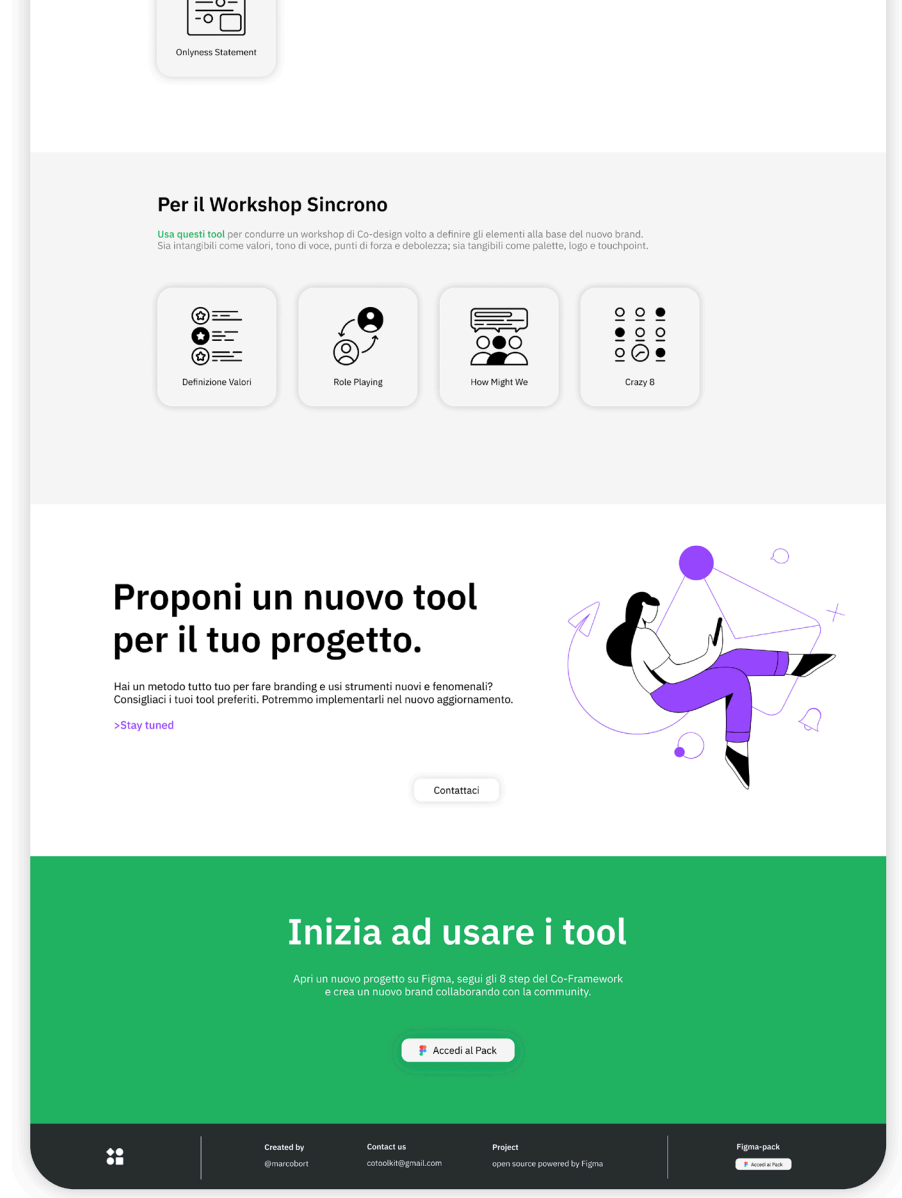 Onlyness Statement
Per il Workshop Sincrono
Usa questi tool per condurre un workshop di Co-design volto a definire gli elementi alla base del nuovo brand.
Sia intangibili come valori, tono di voce, punti di forza e debolezza; sia tangibili come palette, logo e touchpoint.
Definizione Valori
Role Playing
How Might We
Crazy 8
Proponi un nuovo tool
per il tuo progetto.
Hai un metodo tutto tuo per fare branding e usi strumenti nuovi e fenomenali?
Consigliaci i tuoi tool preferiti. Potremmo implementarli nel nuovo aggiornamento.
>Stay tuned
Contattaci
Inizia ad usare i tool
Apri un nuovo progetto su Figma, segui gli 8 step del Co-Framework
e crea un nuovo brand collaborando con la community.
Accedi al Pack
Created by
@marcobort
Contact us
cotoolkit@gmail.com
Project
open source powered by Figma
Figma-pack
Accedi al Pack